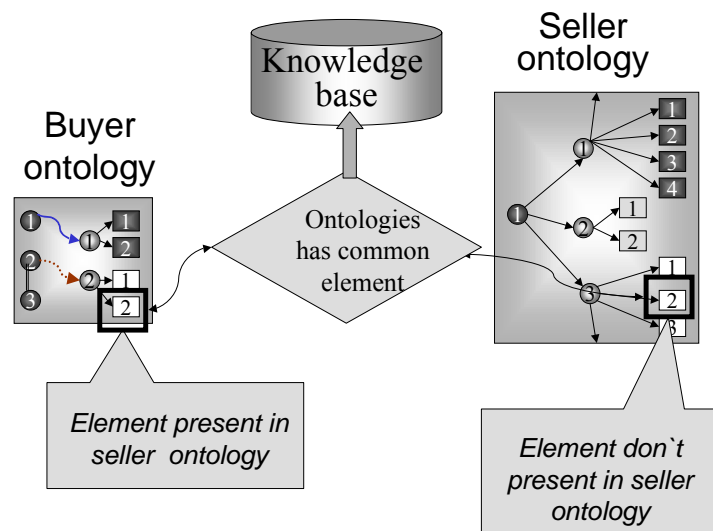 Seller
ontology
Knowledge
base
Buyer
ontology
1
1
1
2
2
2
1
3
2
Ontologies
has common
element
1
2
3
4
1
1
1
2
2
1
3
2
3
Element present in
seller ontology
Element don`t
present in seller
ontology